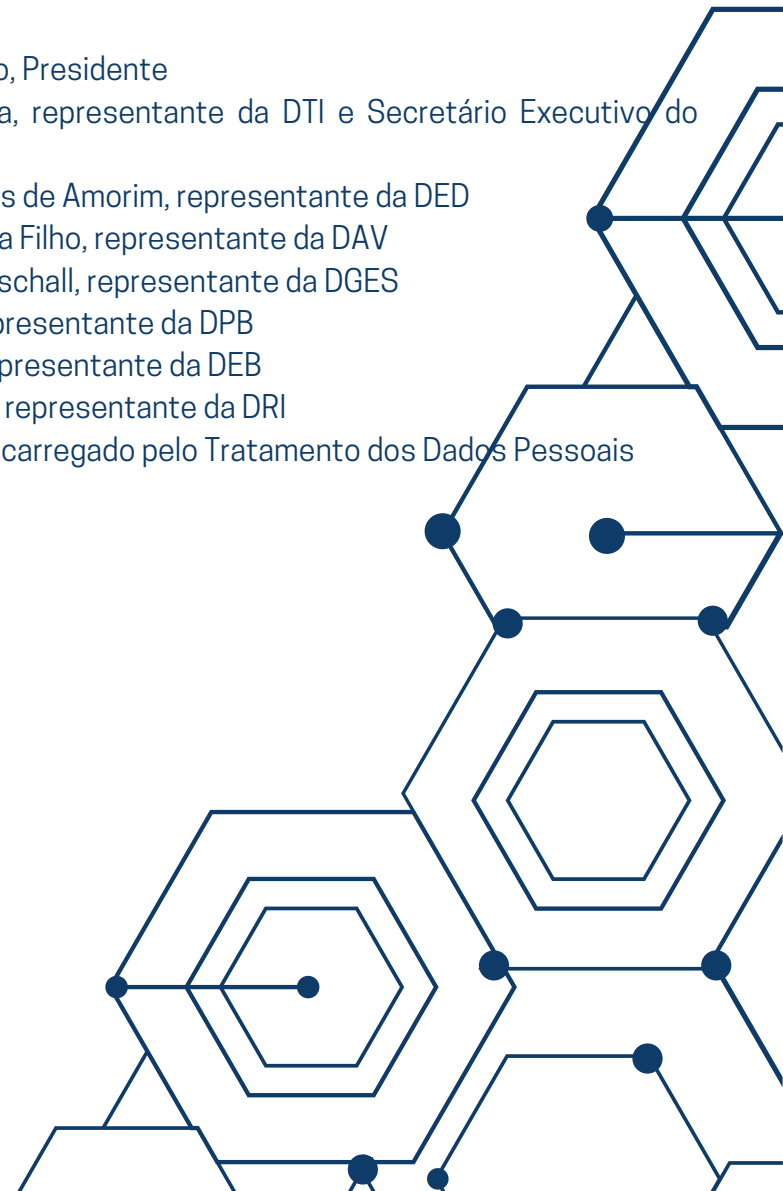 o, Presidente
a, representante da DTI e Secretário Executivo do
s de Amorim, representante da DED
a Filho, representante da DAV
schall, representante da DGES
presentante da DPB
presentante da DEB
representante da DRI
carregado pelo Tratamento dos Dados Pessoais